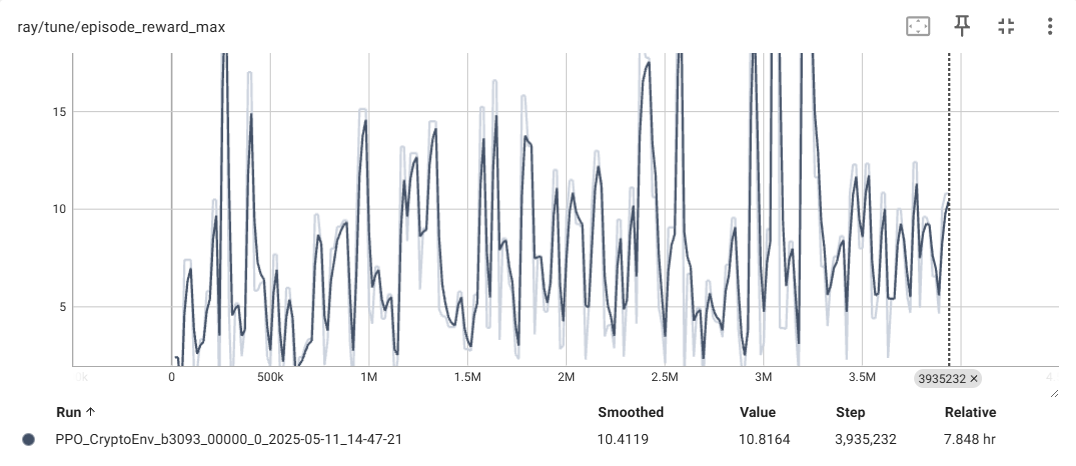 ray/tune/episode_reward_max
15
10
5
0k 0 500k 1M 1.5M 2M 2.5M 3M 3.5M 3935232 4
Run Smoothed Value Step Relative
PPO_CryptoEnv_b3093_00000_0_2025-05-11_14-47-21 10.4119 10.8164 3,935,232 7.848 hr